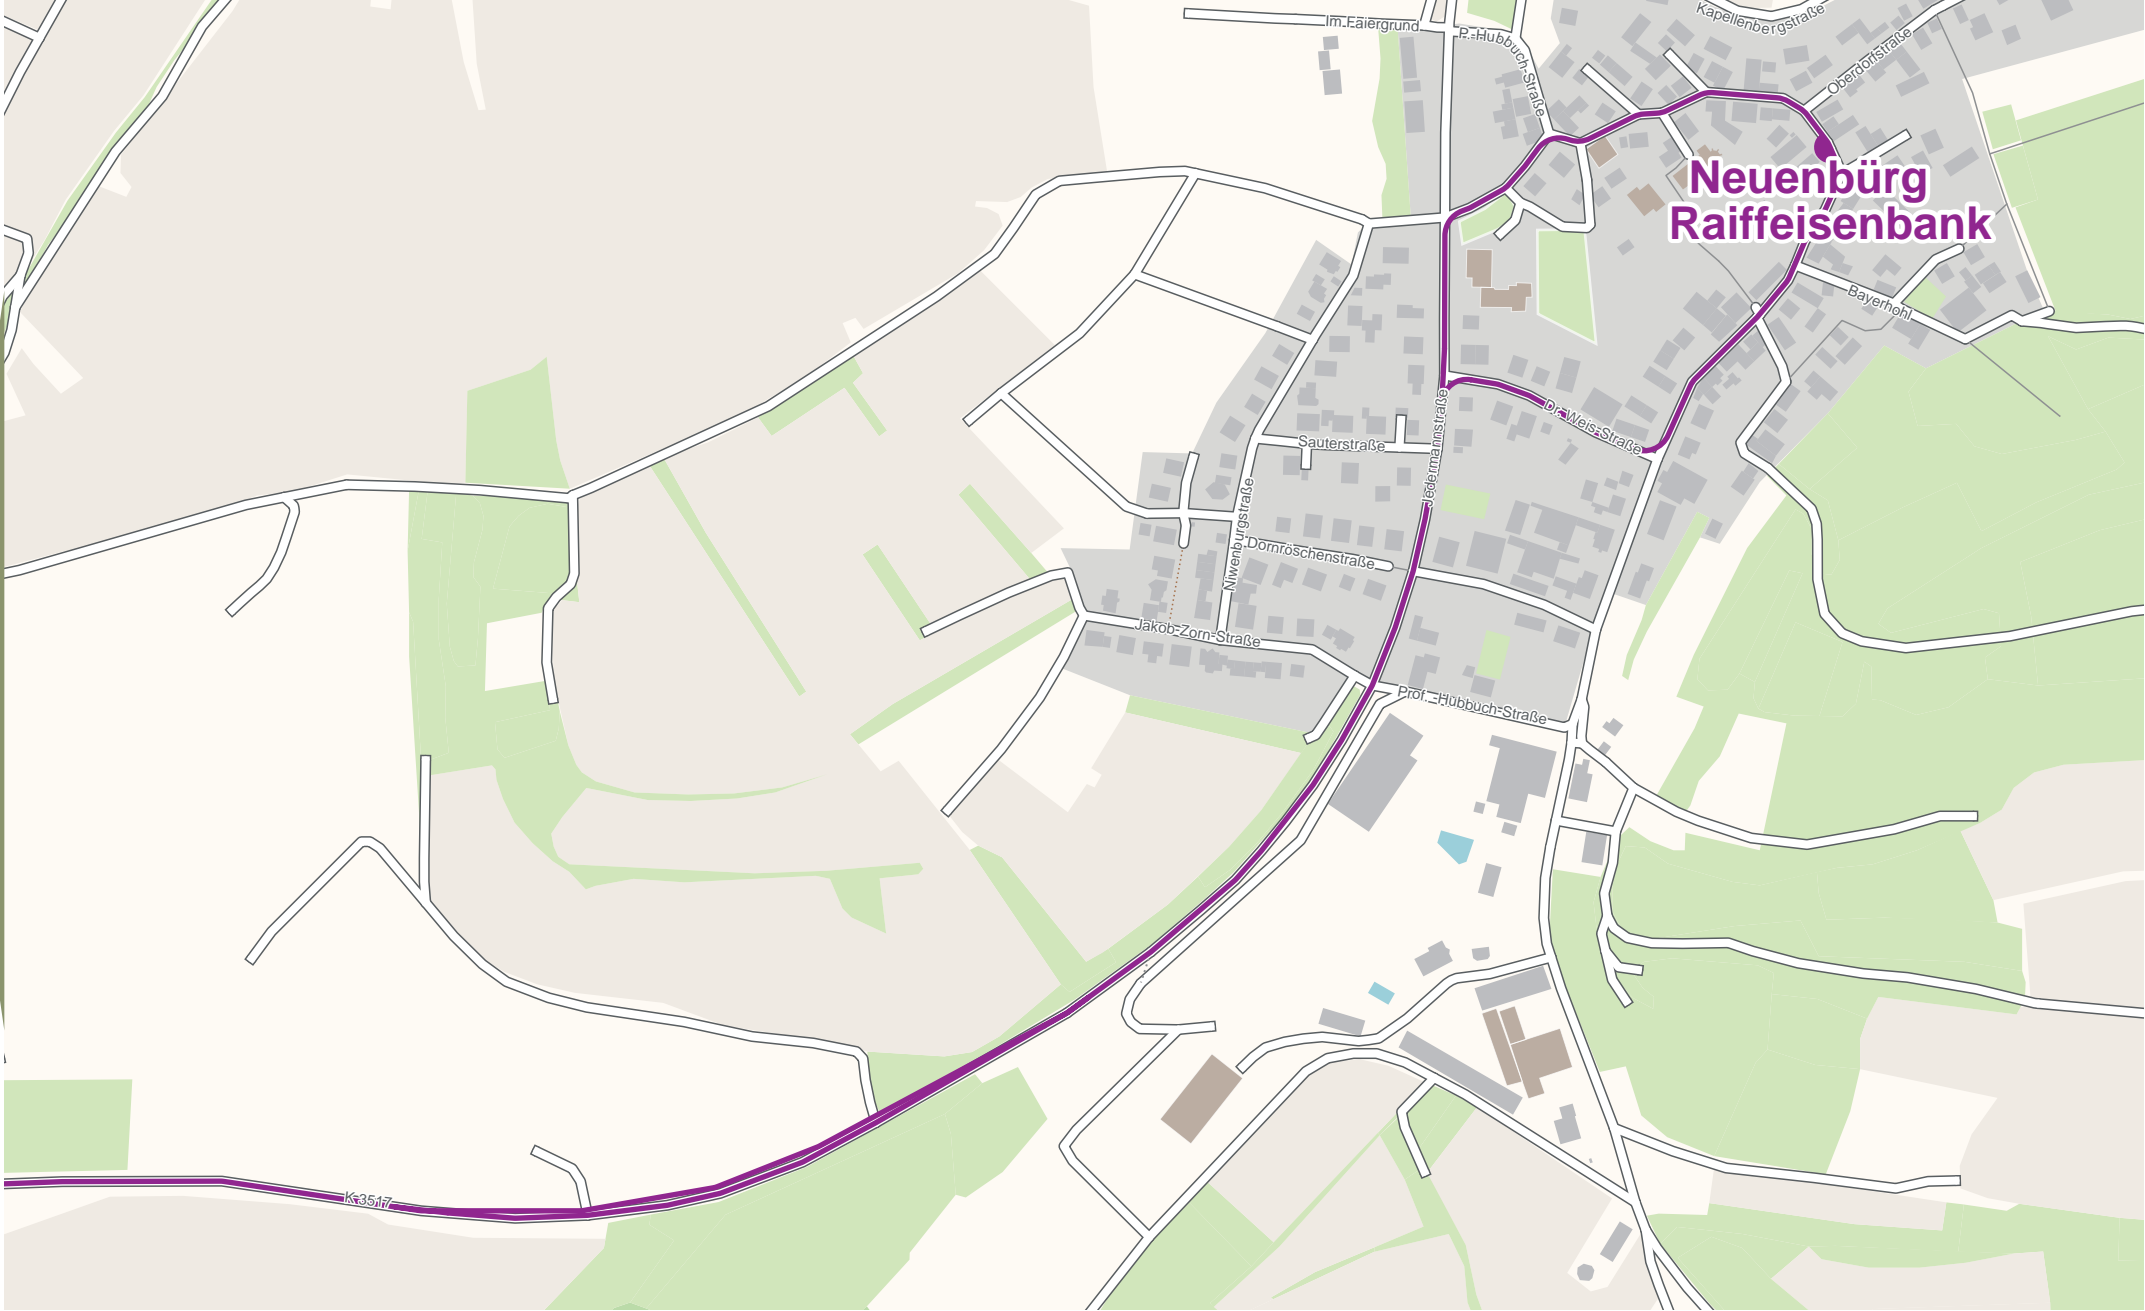 Kapellenbergstraße
Im Faiergrund
P.-Hubbuch-Straße
Oberdorfstraße
Neuenbürg
Raiffeisenbank
Bayerhohl
Dr.-Weis-Straße
Jedermannstraße
Sauterstraße
Niwenburgstraße
Dornröschenstraße
Jakob-Zorn-Straße
Prof.-Hubbuch-Straße
K 3517